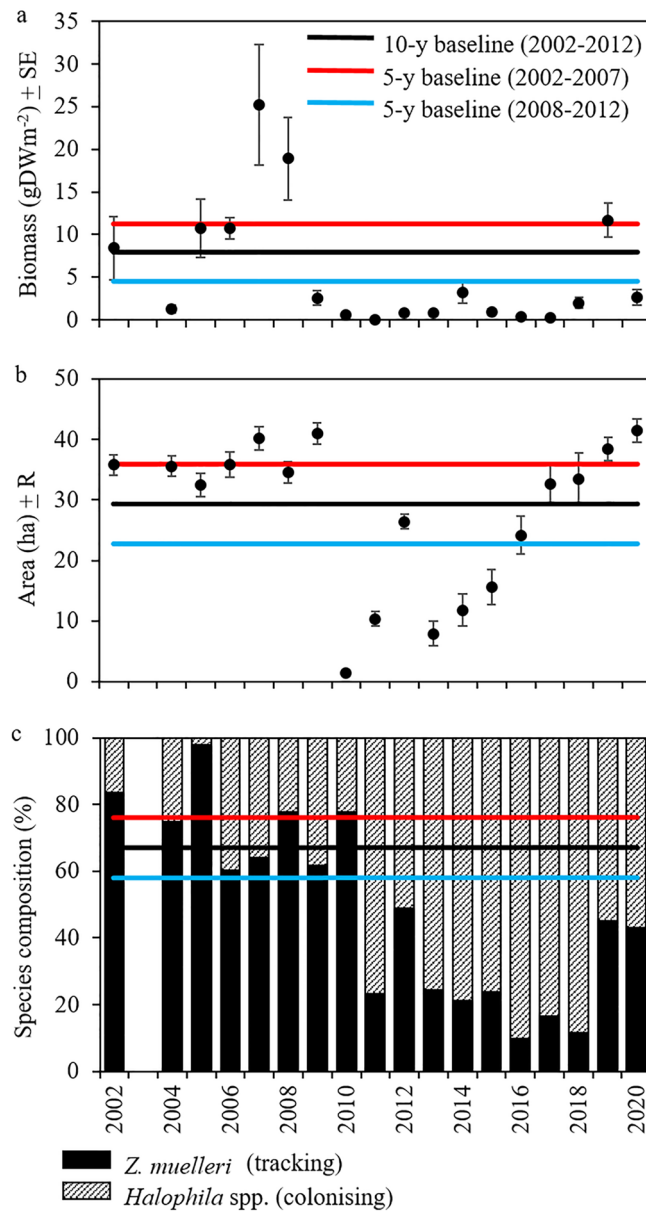 a
35
30
25
20
15
10
5
0
Biomass (gDWm-2) ± SE
10-y baseline (2002-2012)
5-y baseline (2002-2007)
5-y baseline (2008-2012)
b
50
40
30
20
10
0
Area (ha) ± R
c
100
80
60
40
20
0
Species composition (%)
2002
2004
2006
2008
2010
2012
2014
2016
2018
2020
Z. muelleri (tracking)
Halophila spp. (colonising)